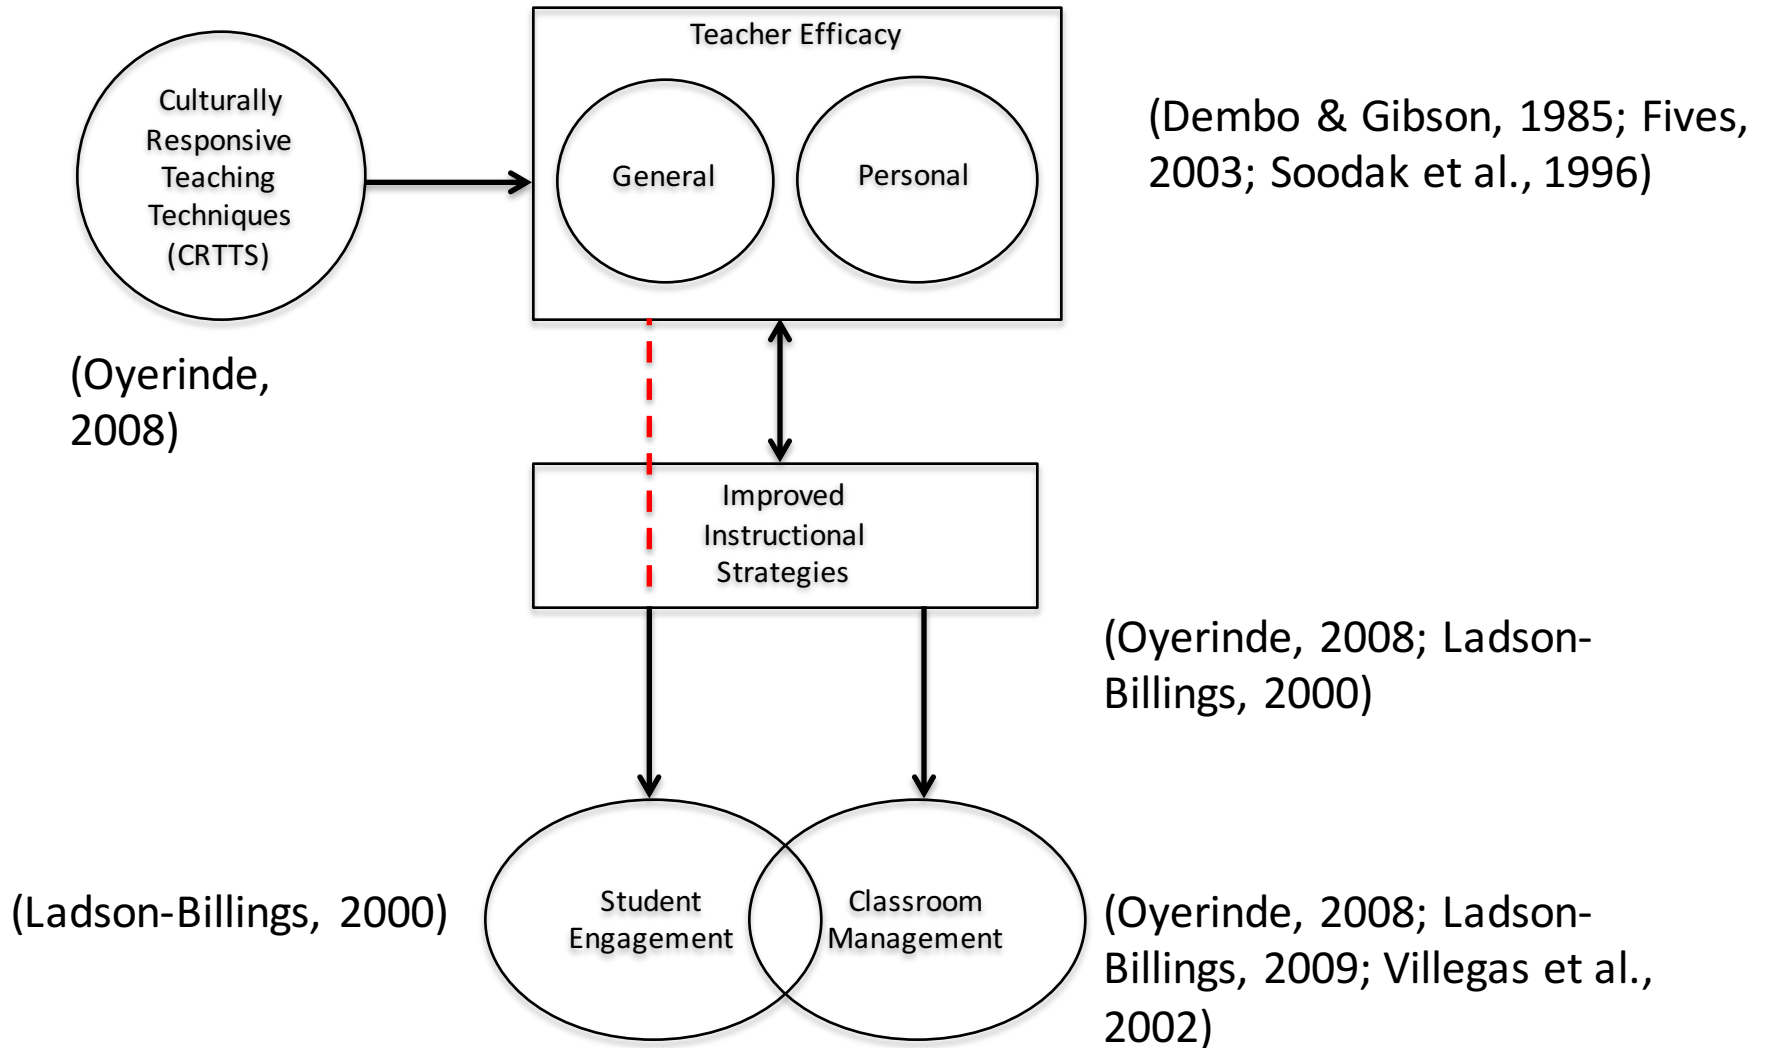 Teacher Efficacy
Culturally
Responsive
Teaching
Techniques
(CRTTS)
General
Personal
(Dembo & Gibson, 1985; Fives,
2003; Soodak et al., 1996)
(Oyerinde,
2008)
Improved
Instructional
Strategies
(Oyerinde, 2008; Ladson-
Billings, 2000)
(Ladson-Billings, 2000)
Student
Engagement
Classroom
Management
(Oyerinde, 2008; Ladson-
Billings, 2009; Villegas et al.,
2002)